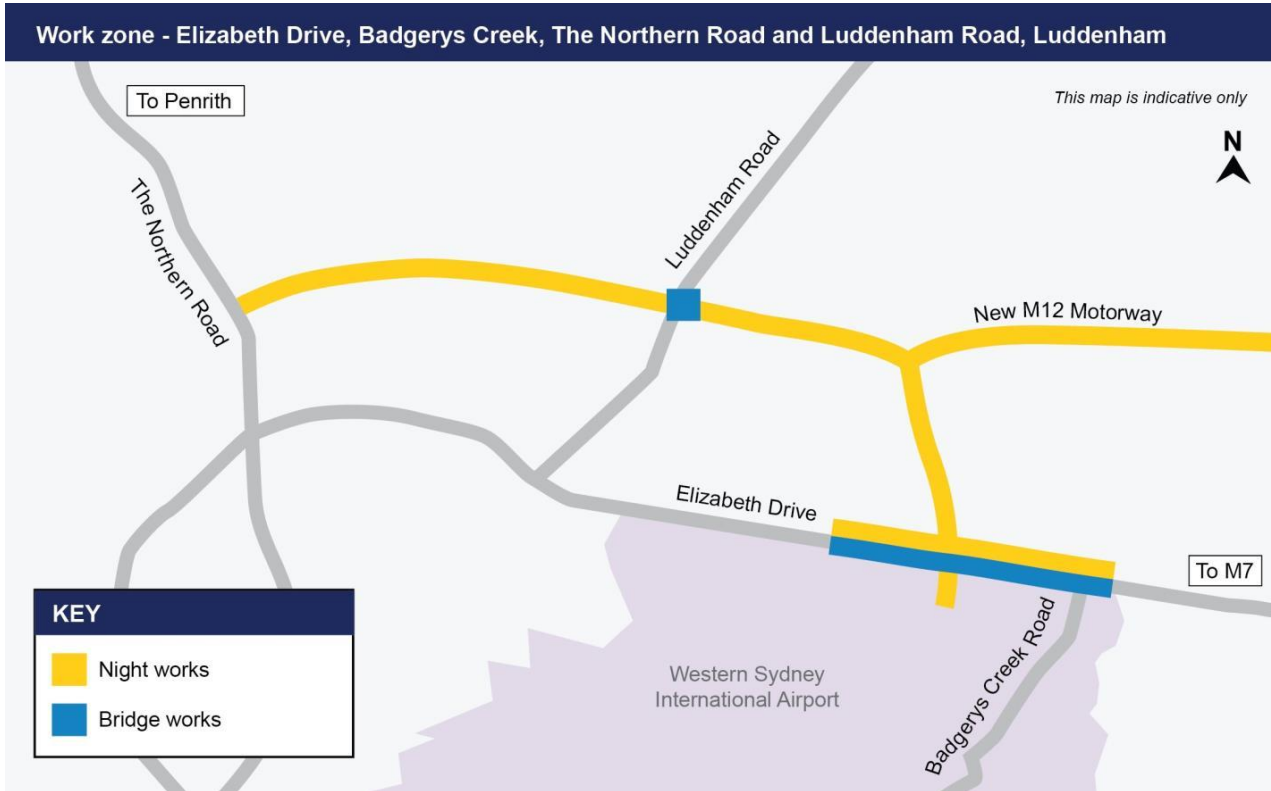 Work zone - Elizabeth Drive, Badgerys Creek, The Northern Road and Luddenham Road, Luddenham
To Penrith
This map is indicative only
N
The Northern Road
Luddenham Road
New M12 Motorway
Elizabeth Drive
To M7
Badgerys Creek Road
Western Sydney
International Airport
KEY
Night works
Bridge works